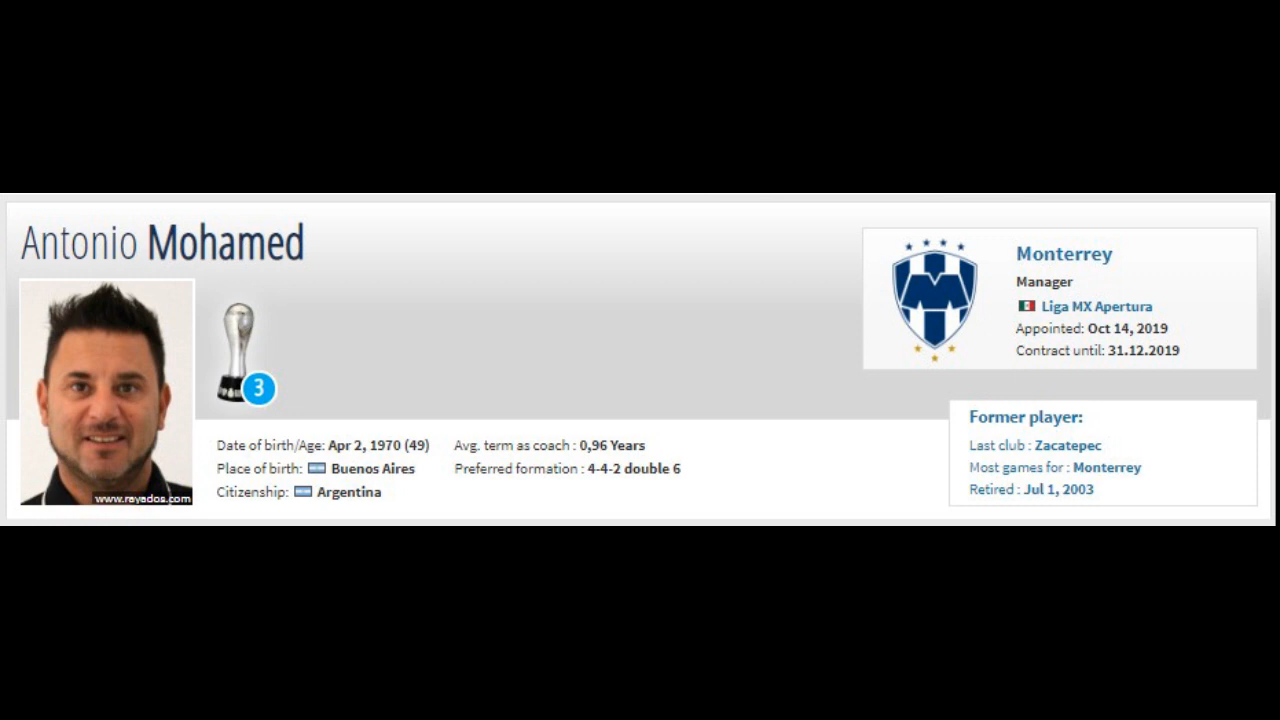 Antonio Mohamed
3
www.rayados.com
Date of birth/Age: Apr 2, 1970 (49)
Place of birth: Buenos Aires
Citizenship: Argentina
Avg. term as coach : 0,96 Years
Preferred formation : 4-4-2 double 6
M
Monterrey
Manager
Liga MX Apertura
Appointed: Oct 14, 2019
Contract until: 31.12.2019
Former player:
Last club : Zacatepec
Most games for : Monterrey
Retired : Jul 1, 2003